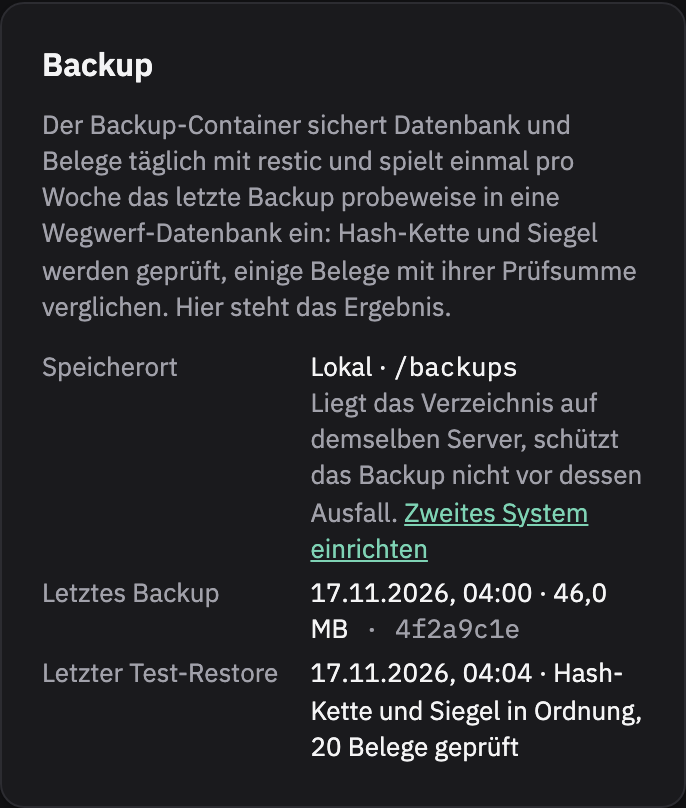 Backup
Der Backup-Container sichert Datenbank und
Belege täglich mit restic und spielt einmal pro
Woche das letzte Backup probeweise in eine
Wegwerf-Datenbank ein: Hash-Kette und Siegel
werden geprüft, einige Belege mit ihrer Prüfsumme
verglichen. Hier steht das Ergebnis.
Speicherort
Lokal · /backups
Liegt das Verzeichnis auf
demselben Server, schützt
das Backup nicht vor dessen
Ausfall. Zweites System
einrichten
Letztes Backup
17.11.2026, 04:00 · 46,0
MB · 4f2a9c1e
Letzter Test-Restore
17.11.2026, 04:04 · Hash-
Kette und Siegel in Ordnung,
20 Belege geprüft